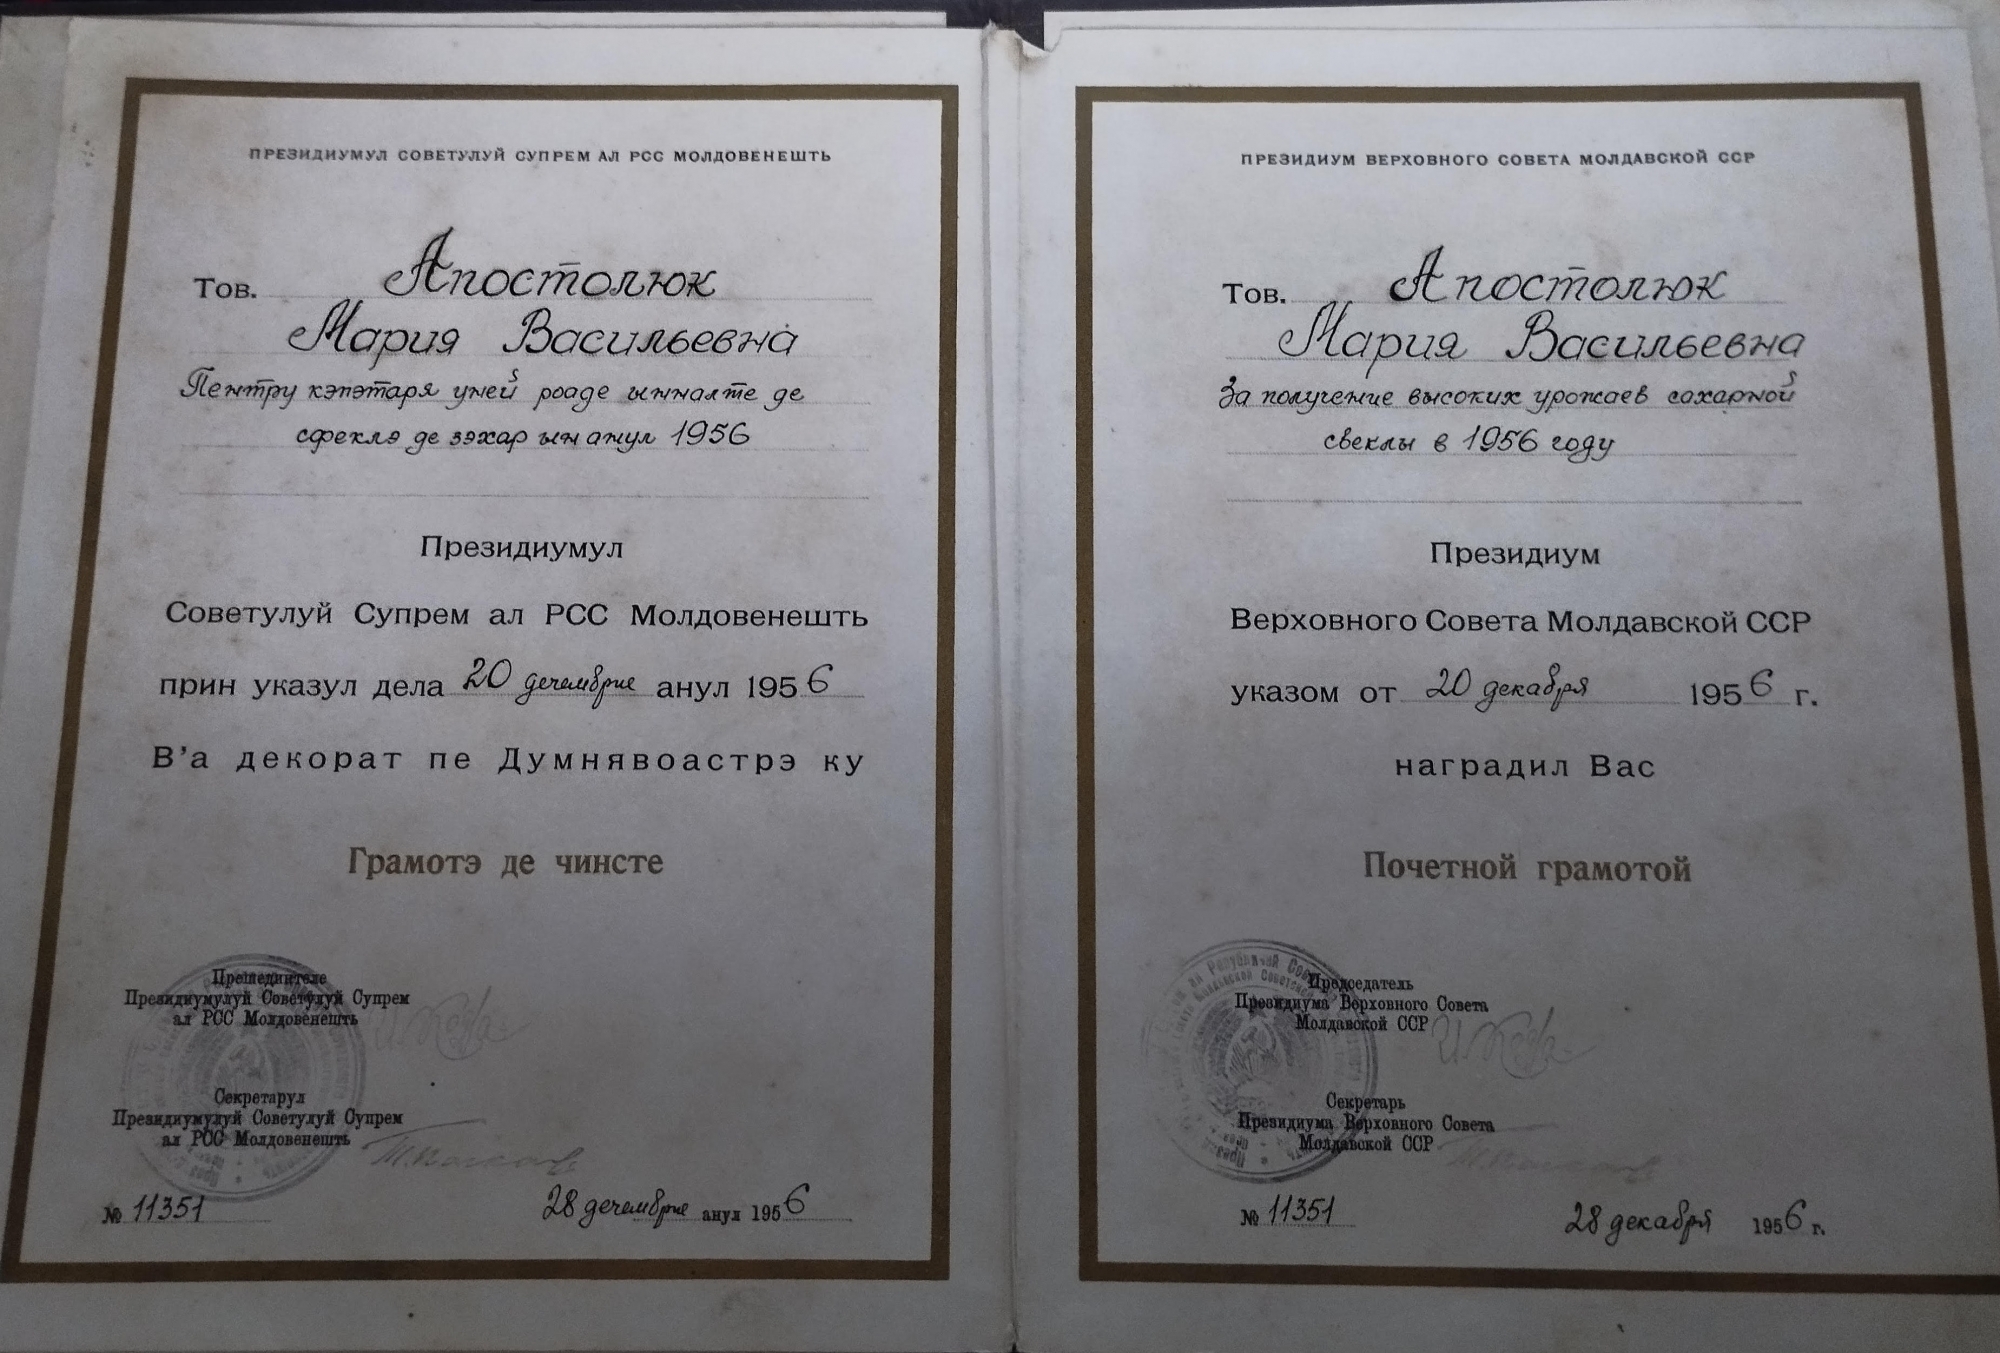 ПРЕЗИДИУМУЛ СОВЕТУЛУЙ СУПРЕМ АЛ РСС МОЛДОВЕНЕШТЬ
Тов. Апостолюк
Мария Васильевна
Пентру кэпэтаря уней роаде ынналте де
сфеклэ де зэхар ын анул 1956
Президиумул
Советулуй Супрем ал РСС Молдовенешть
прин указул дела 20 дечембрие анул 1956
В'а декорат пе Думнявоастрэ ку
Грамотэ де чинсте
Прешединтеле
Президиумулуй Советулуй Супрем
ал РСС Молдовенешть
Секретарул
Президиумулуй Советулуй Супрем
ал РСС Молдовенешть
№ 11351
28 дечембрие анул 1956
ПРЕЗИДИУМ ВЕРХОВНОГО СОВЕТА МОЛДАВСКОЙ ССР
Тов. Апостолюк
Мария Васильевна
За получение высоких урожаев сахарной
свеклы в 1956 году
Президиум
Верховного Совета Молдавской ССР
указом от 20 декабря 1956 г.
наградил Вас
Почетной грамотой
Председатель
Президиума Верховного Совета
Молдавской ССР
Секретарь
Президиума Верховного Совета
Молдавской ССР
№ 11351
28 декабря 1956 г.